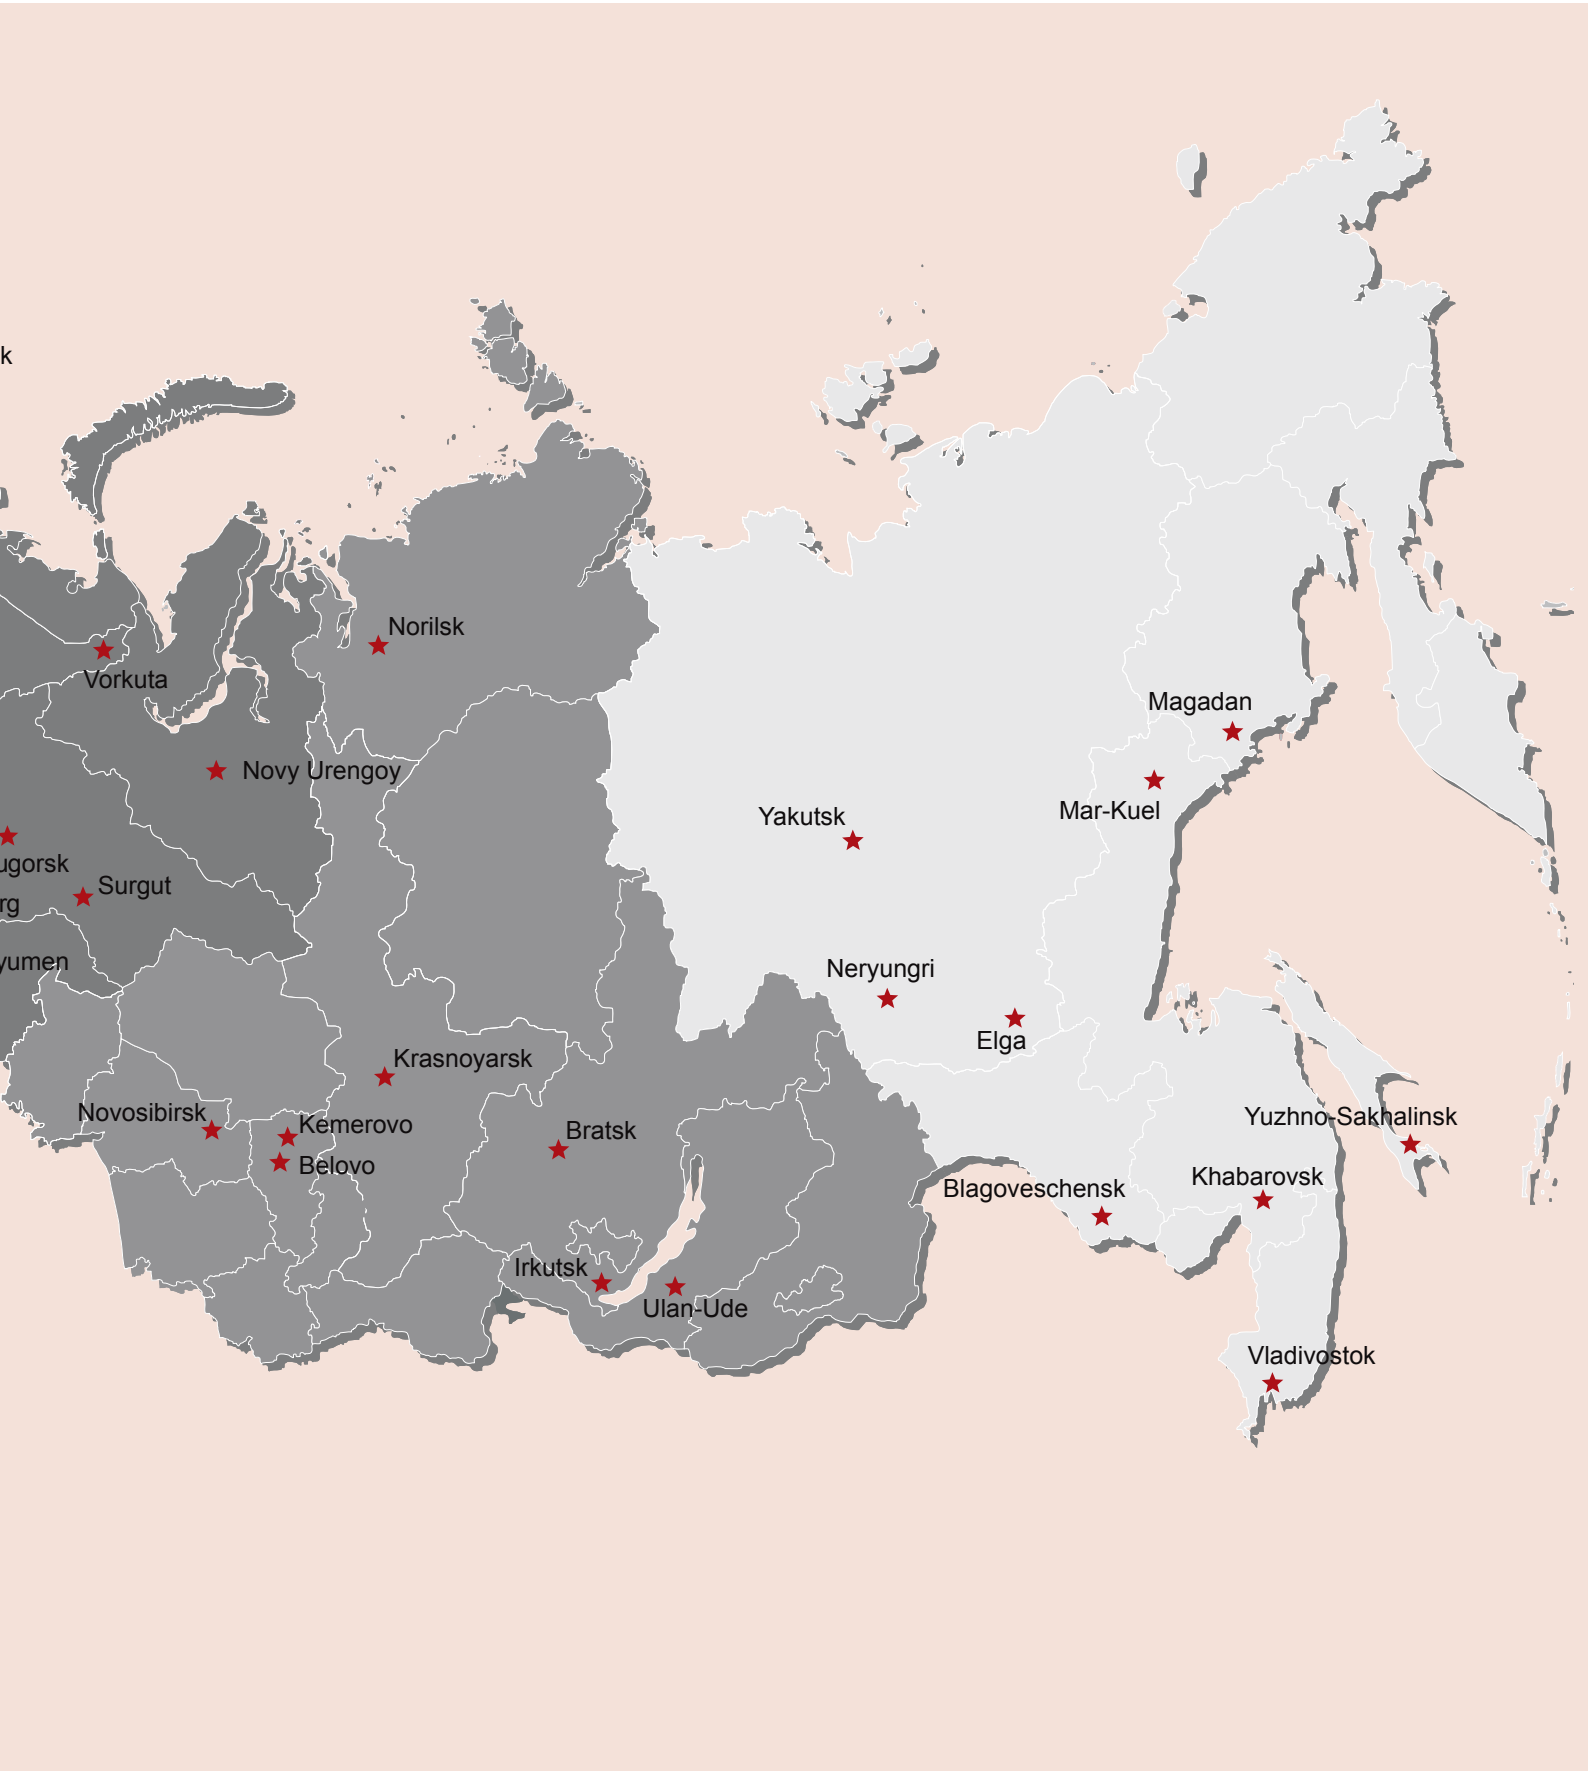 k
Norilsk
Vorkuta
Magadan
Novy Urengoy
Mar-Kuel
Yakutsk
ugorsk
Surgut
rg
yumen
Neryungri
Elga
Krasnoyarsk
Novosibirsk
Kemerovo
Yuzhno-Sakhalinsk
Bratsk
Belovo
Khabarovsk
Blagoveschensk
Irkutsk
Ulan-Ude
Vladivostok